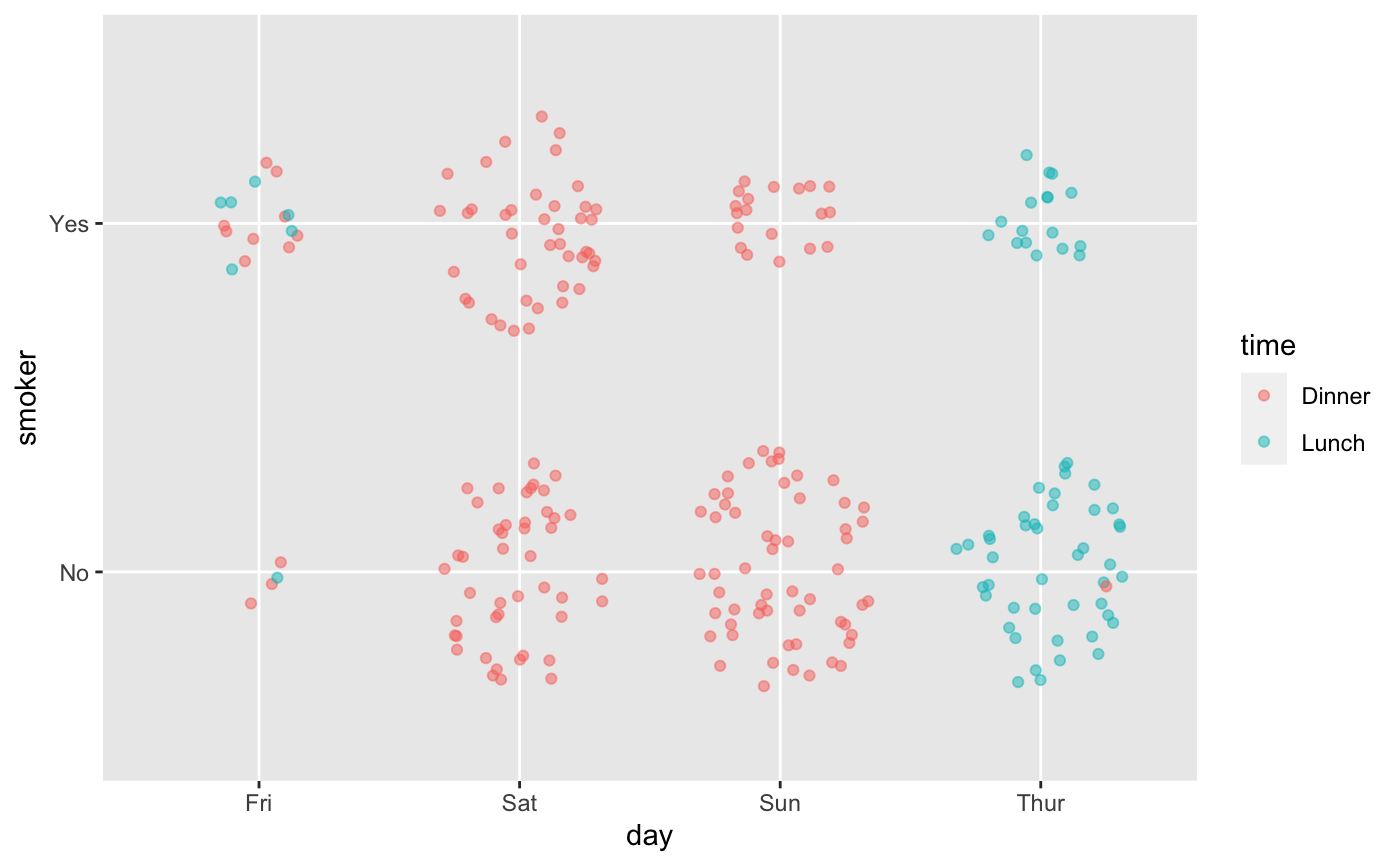 Yes
No
smoker
Fri
Sat
Sun
Thur
day
time
Dinner
Lunch